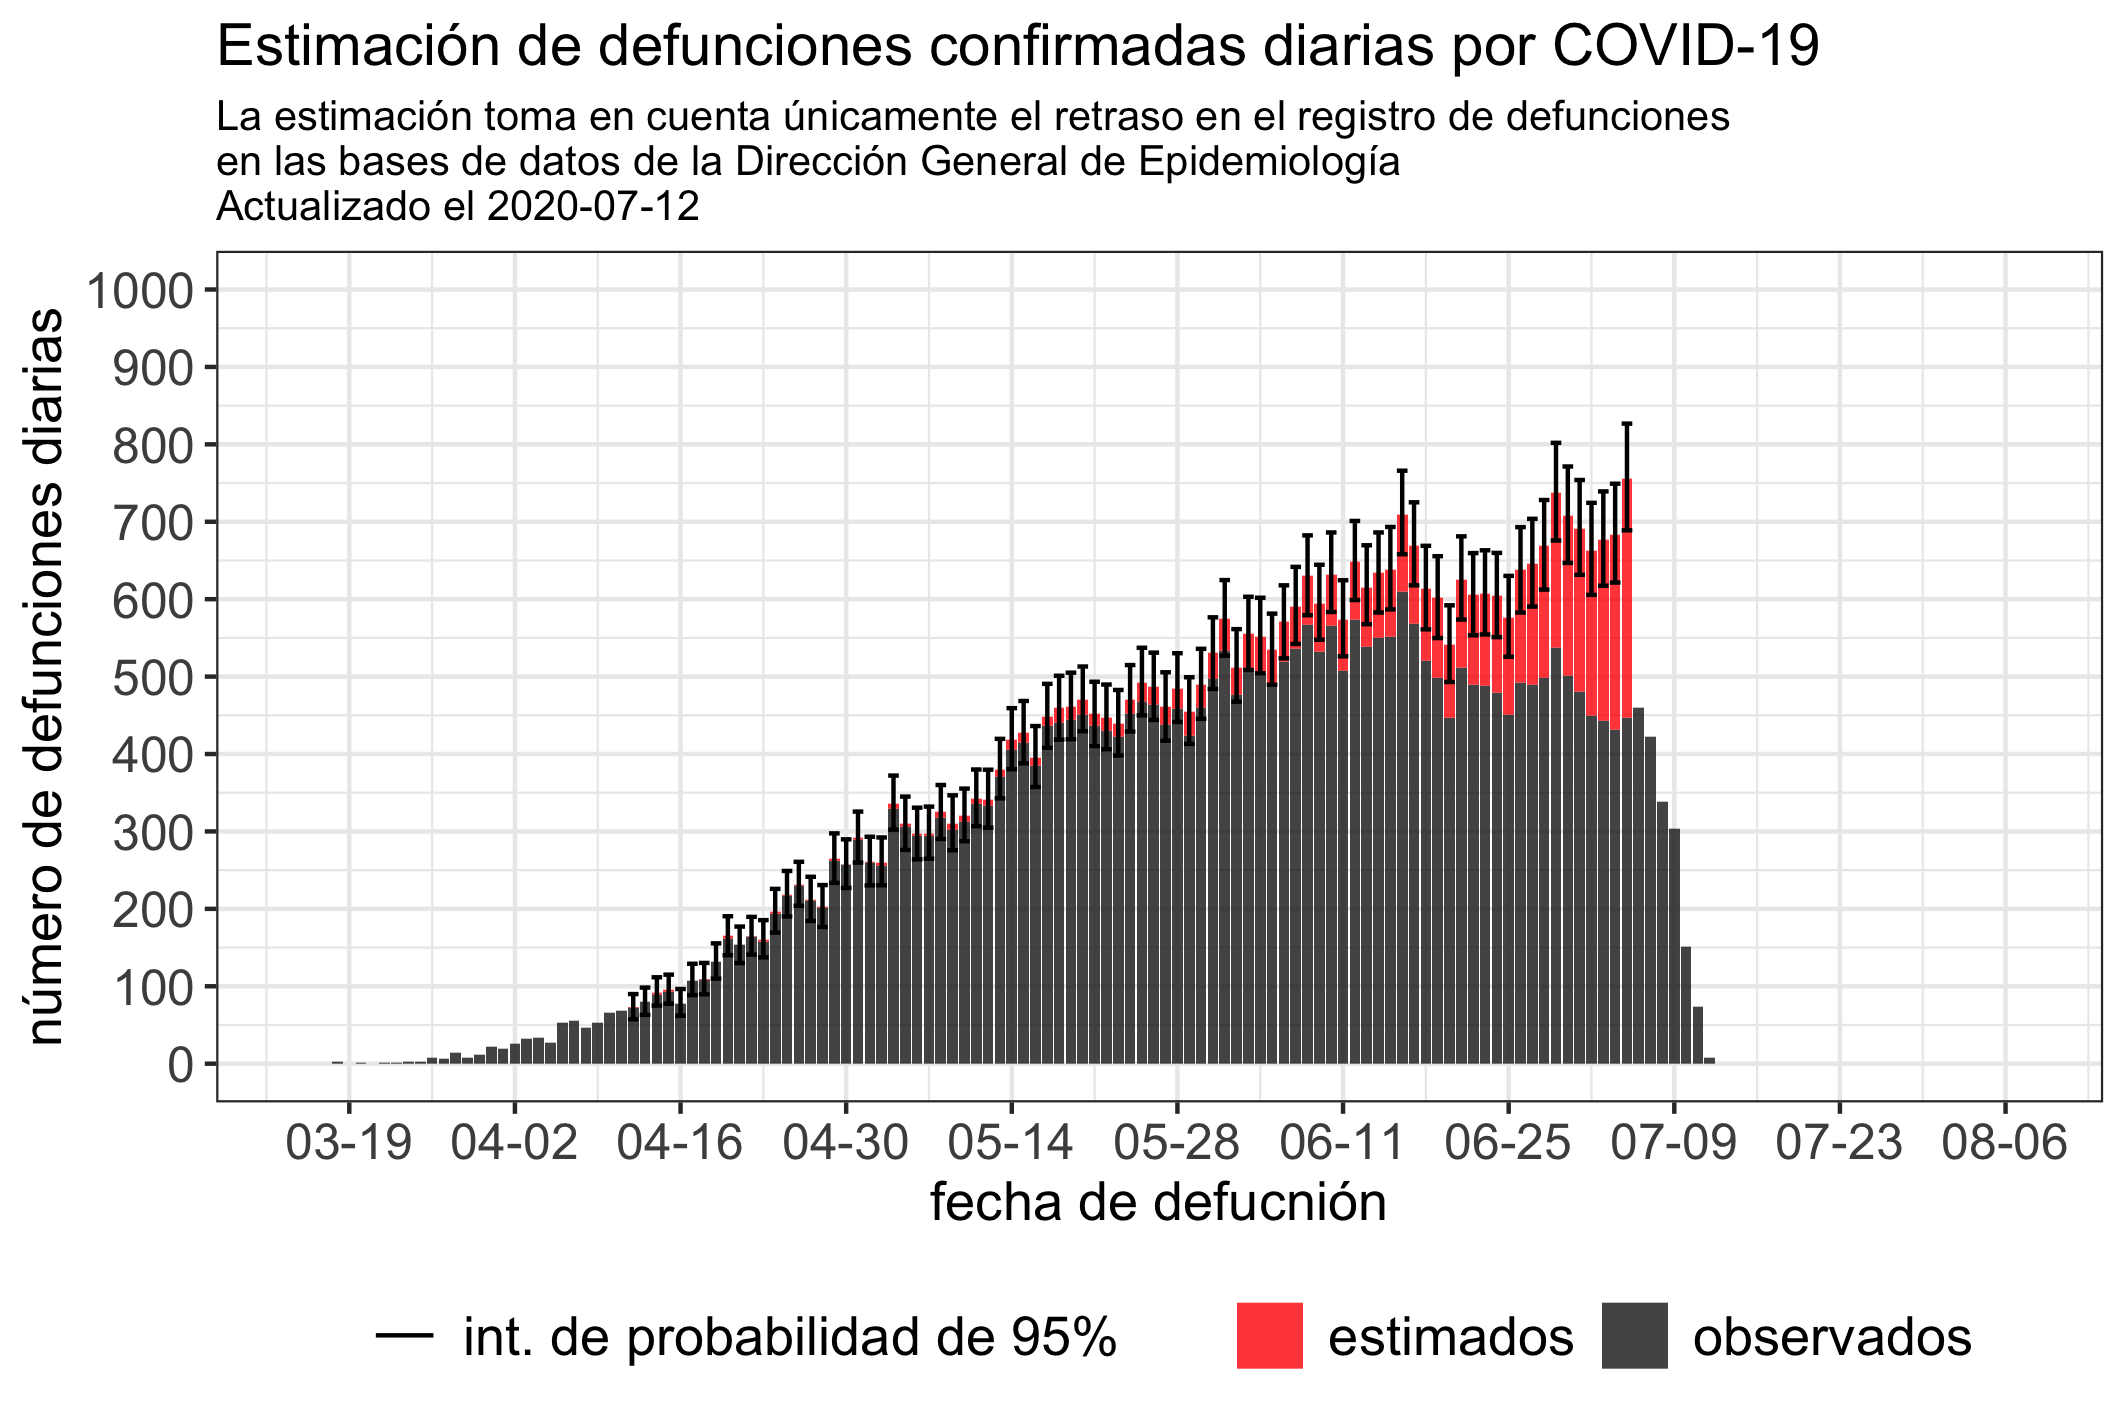 Estimación de defunciones confirmadas diarias por COVID-19
La estimación toma en cuenta únicamente el retraso en el registro de defunciones
en las bases de datos de la Dirección General de Epidemiología
Actualizado el 2020-07-12
número de defunciones diarias
1000
900
800
700
600
500
400
300
200
100
0
03-19 04-02 04-16 04-30 05-14 05-28 06-11 06-25 07-09 07-23 08-06
fecha de defucnión
int. de probabilidad de 95% estimados observados